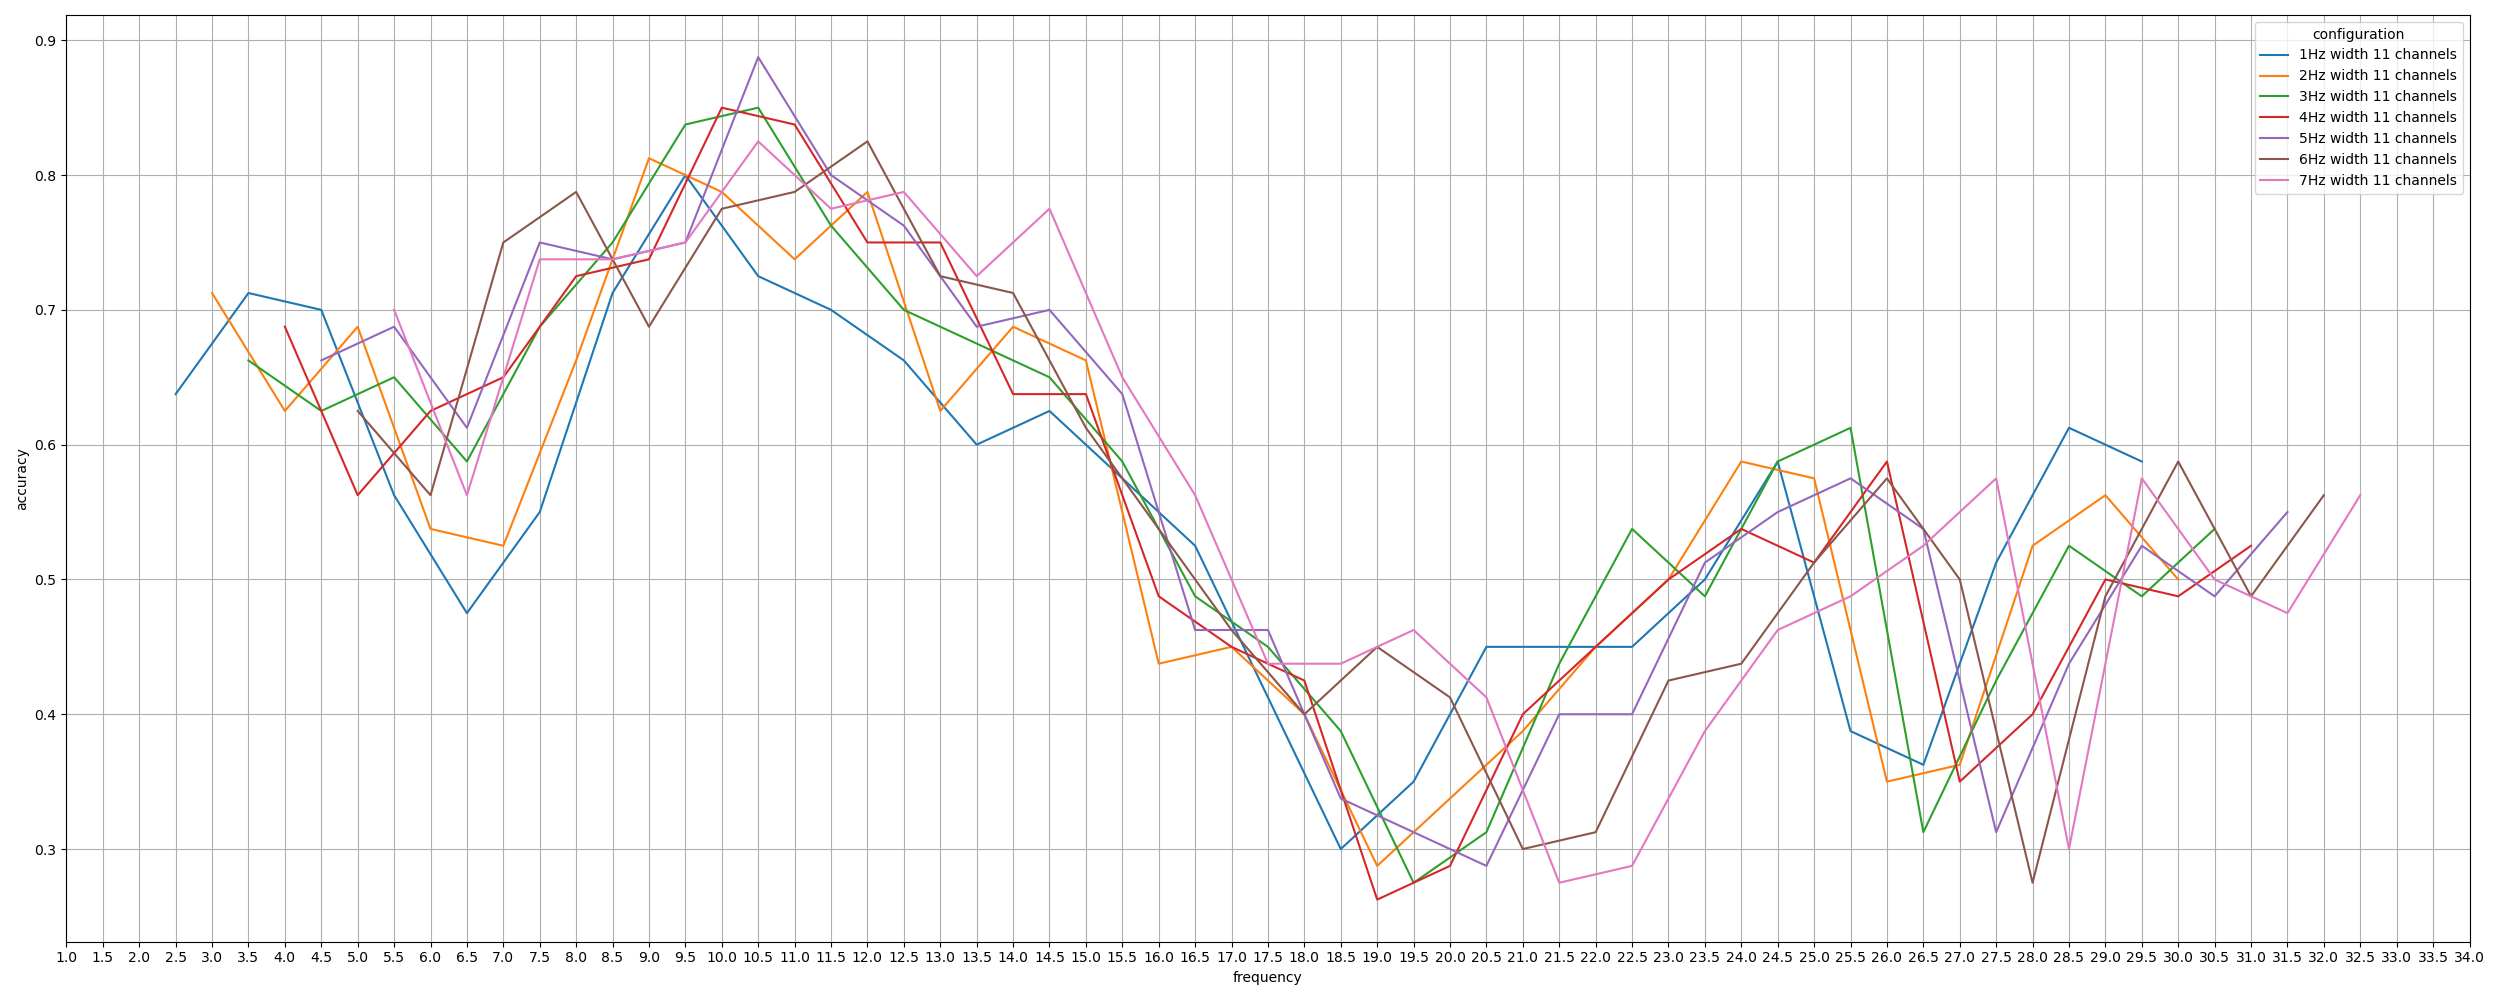 configuration
1Hz width 11 channels
2Hz width 11 channels
3Hz width 11 channels
4Hz width 11 channels
5Hz width 11 channels
6Hz width 11 channels
7Hz width 11 channels
0.9
0.8
0.7
0.6
0.5
0.4
0.3
accuracy
1.0 1.5 2.0 2.5 3.0 3.5 4.0 4.5 5.0 5.5 6.0 6.5 7.0 7.5 8.0 8.5 9.0 9.5 10.0 10.5 11.0 11.5 12.0 12.5 13.0 13.5 14.0 14.5 15.0 15.5 16.0 16.5 17.0 17.5 18.0 18.5 19.0 19.5 20.0 20.5 21.0 21.5 22.0 22.5 23.0 23.5 24.0 24.5 25.0 25.5 26.0 26.5 27.0 27.5 28.0 28.5 29.0 29.5 30.0 30.5 31.0 31.5 32.0 32.5 33.0 33.5 34.0
frequency